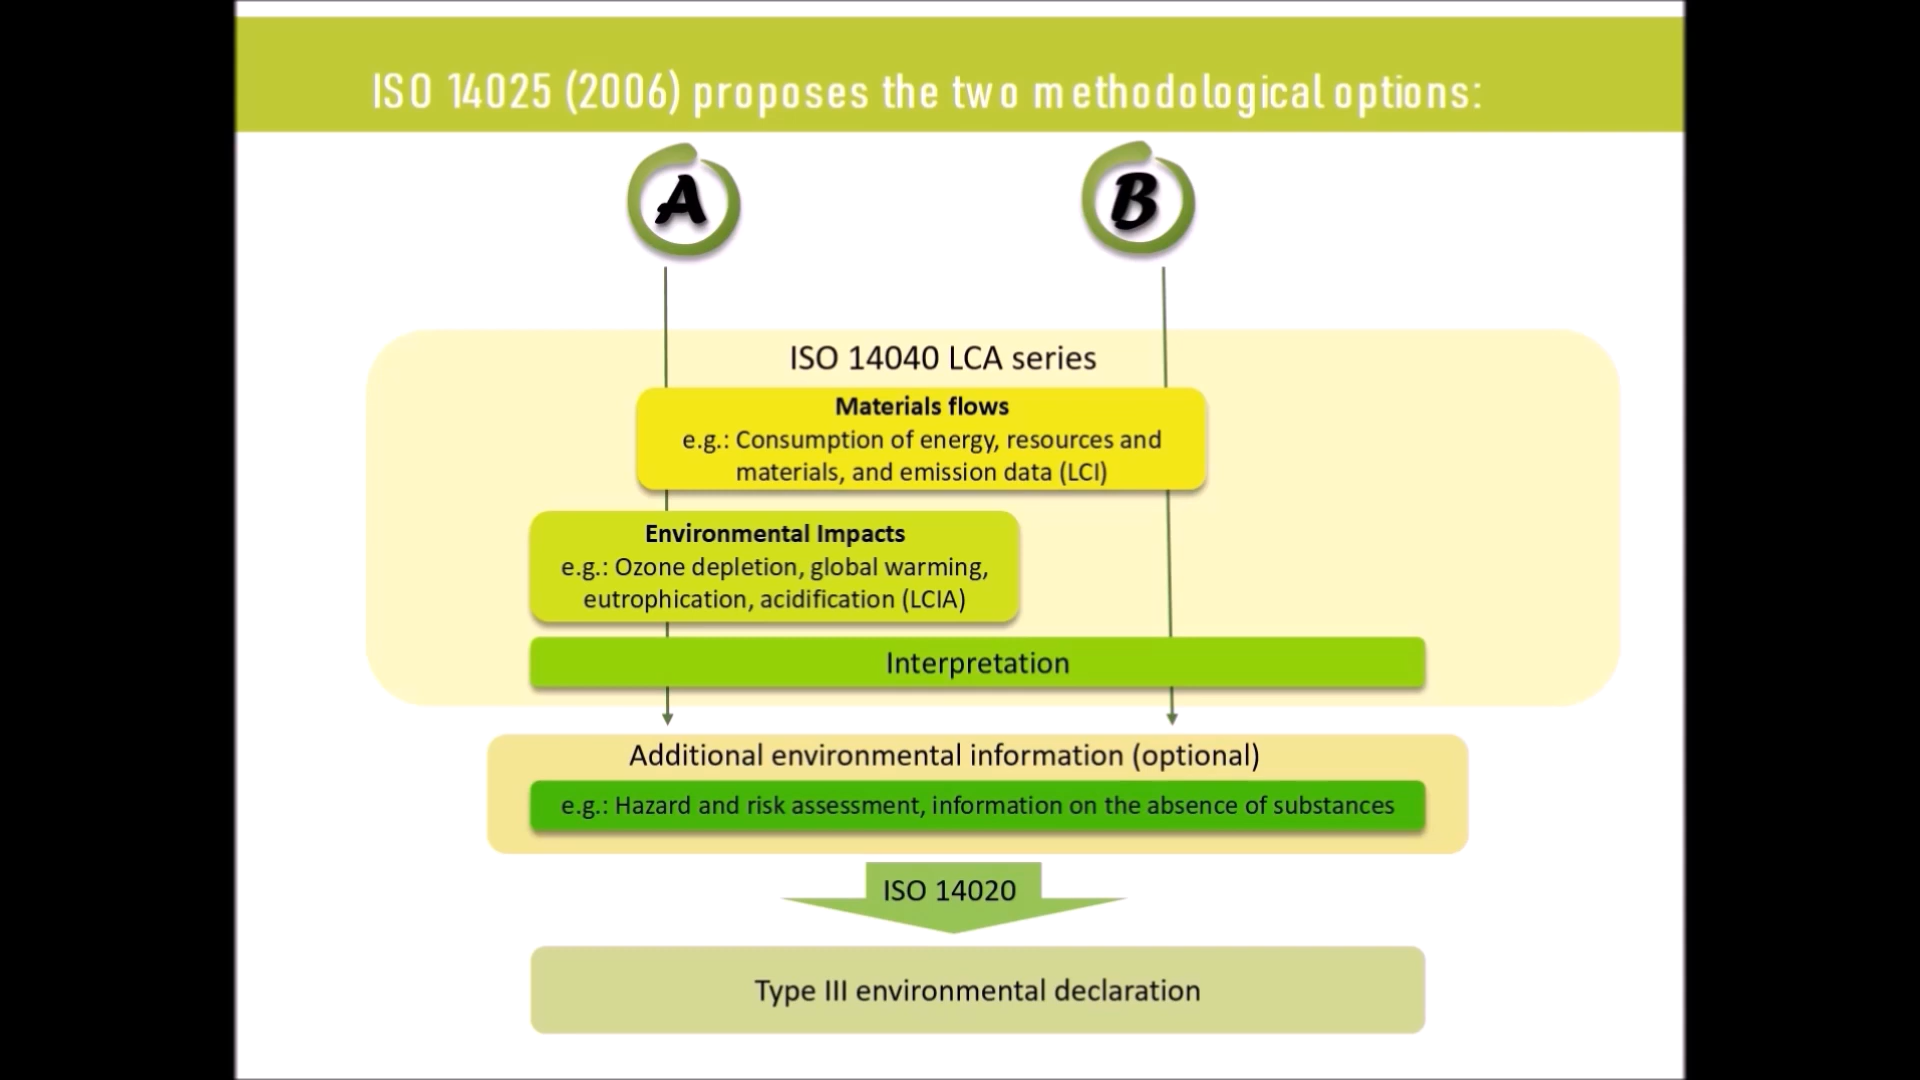 ISO 14025 (2006) proposes the two methodological options:
A
B
ISO 14040 LCA series
Materials flows
e.g.: Consumption of energy, resources and
materials, and emission data (LCI)
Environmental Impacts
e.g.: Ozone depletion, global warming,
eutrophication, acidification (LCIA)
Interpretation
Additional environmental information (optional)
e.g.: Hazard and risk assessment, information on the absence of substances
ISO 14020
Type III environmental declaration